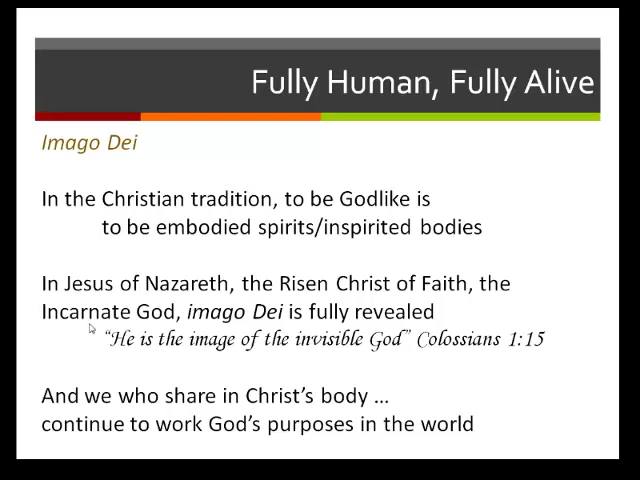 Fully Human, Fully Alive
Imago Dei
In the Christian tradition, to be Godlike is
to be embodied spirits/inspirited bodies
In Jesus of Nazareth, the Risen Christ of Faith, the
Incarnate God, imago Dei is fully revealed
“He is the image of the invisible God” Colossians 1:15
And we who share in Christ’s body …
continue to work God’s purposes in the world